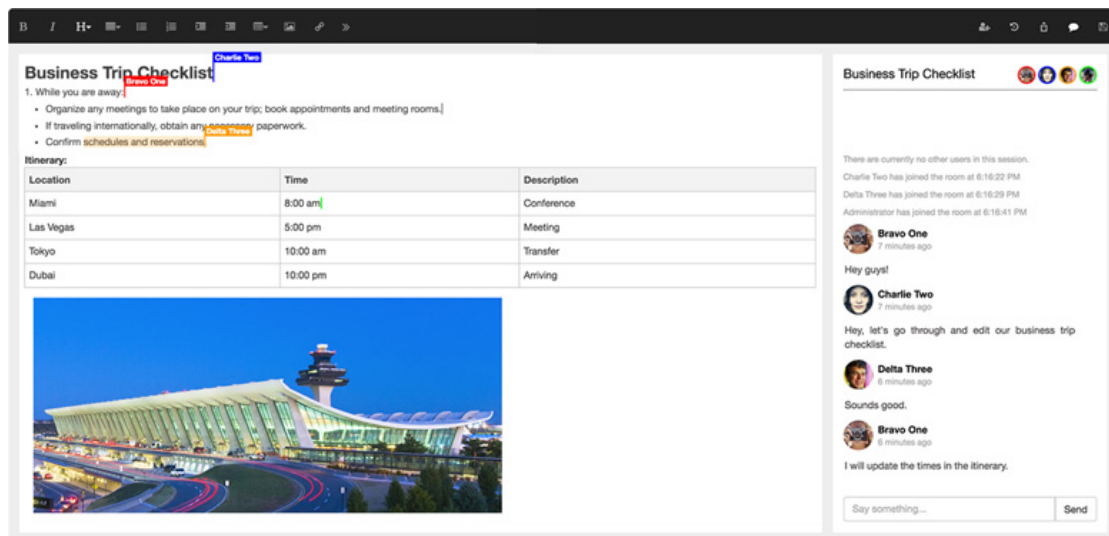 B I H
Charlie Two
Business Trip Checklist
Bravo One
1. While you are away:
Organize any meetings to take place on your trip; book appointments and meeting rooms.
If traveling internationally, obtain any necessary paperwork.
Delta Three
Confirm schedules and reservations
Itinerary:
Location Time Description
Miami 8:00 am Conference
Las Vegas 5:00 pm Meeting
Tokyo 10:00 am Transfer
Dubai 10:00 pm Arriving
Business Trip Checklist
There are currently no other users in this session.
Charlie Two has joined the room at 6:16:22 PM
Delta Three has joined the room at 6:16:29 PM
Administrator has joined the room at 6:16:41 PM
Bravo One
7 minutes ago
Hey guys!
Charlie Two
7 minutes ago
Hey, let's go through and edit our business trip
checklist.
Delta Three
6 minutes ago
Sounds good.
Bravo One
6 minutes ago
I will update the times in the itinerary.
Say something... Send